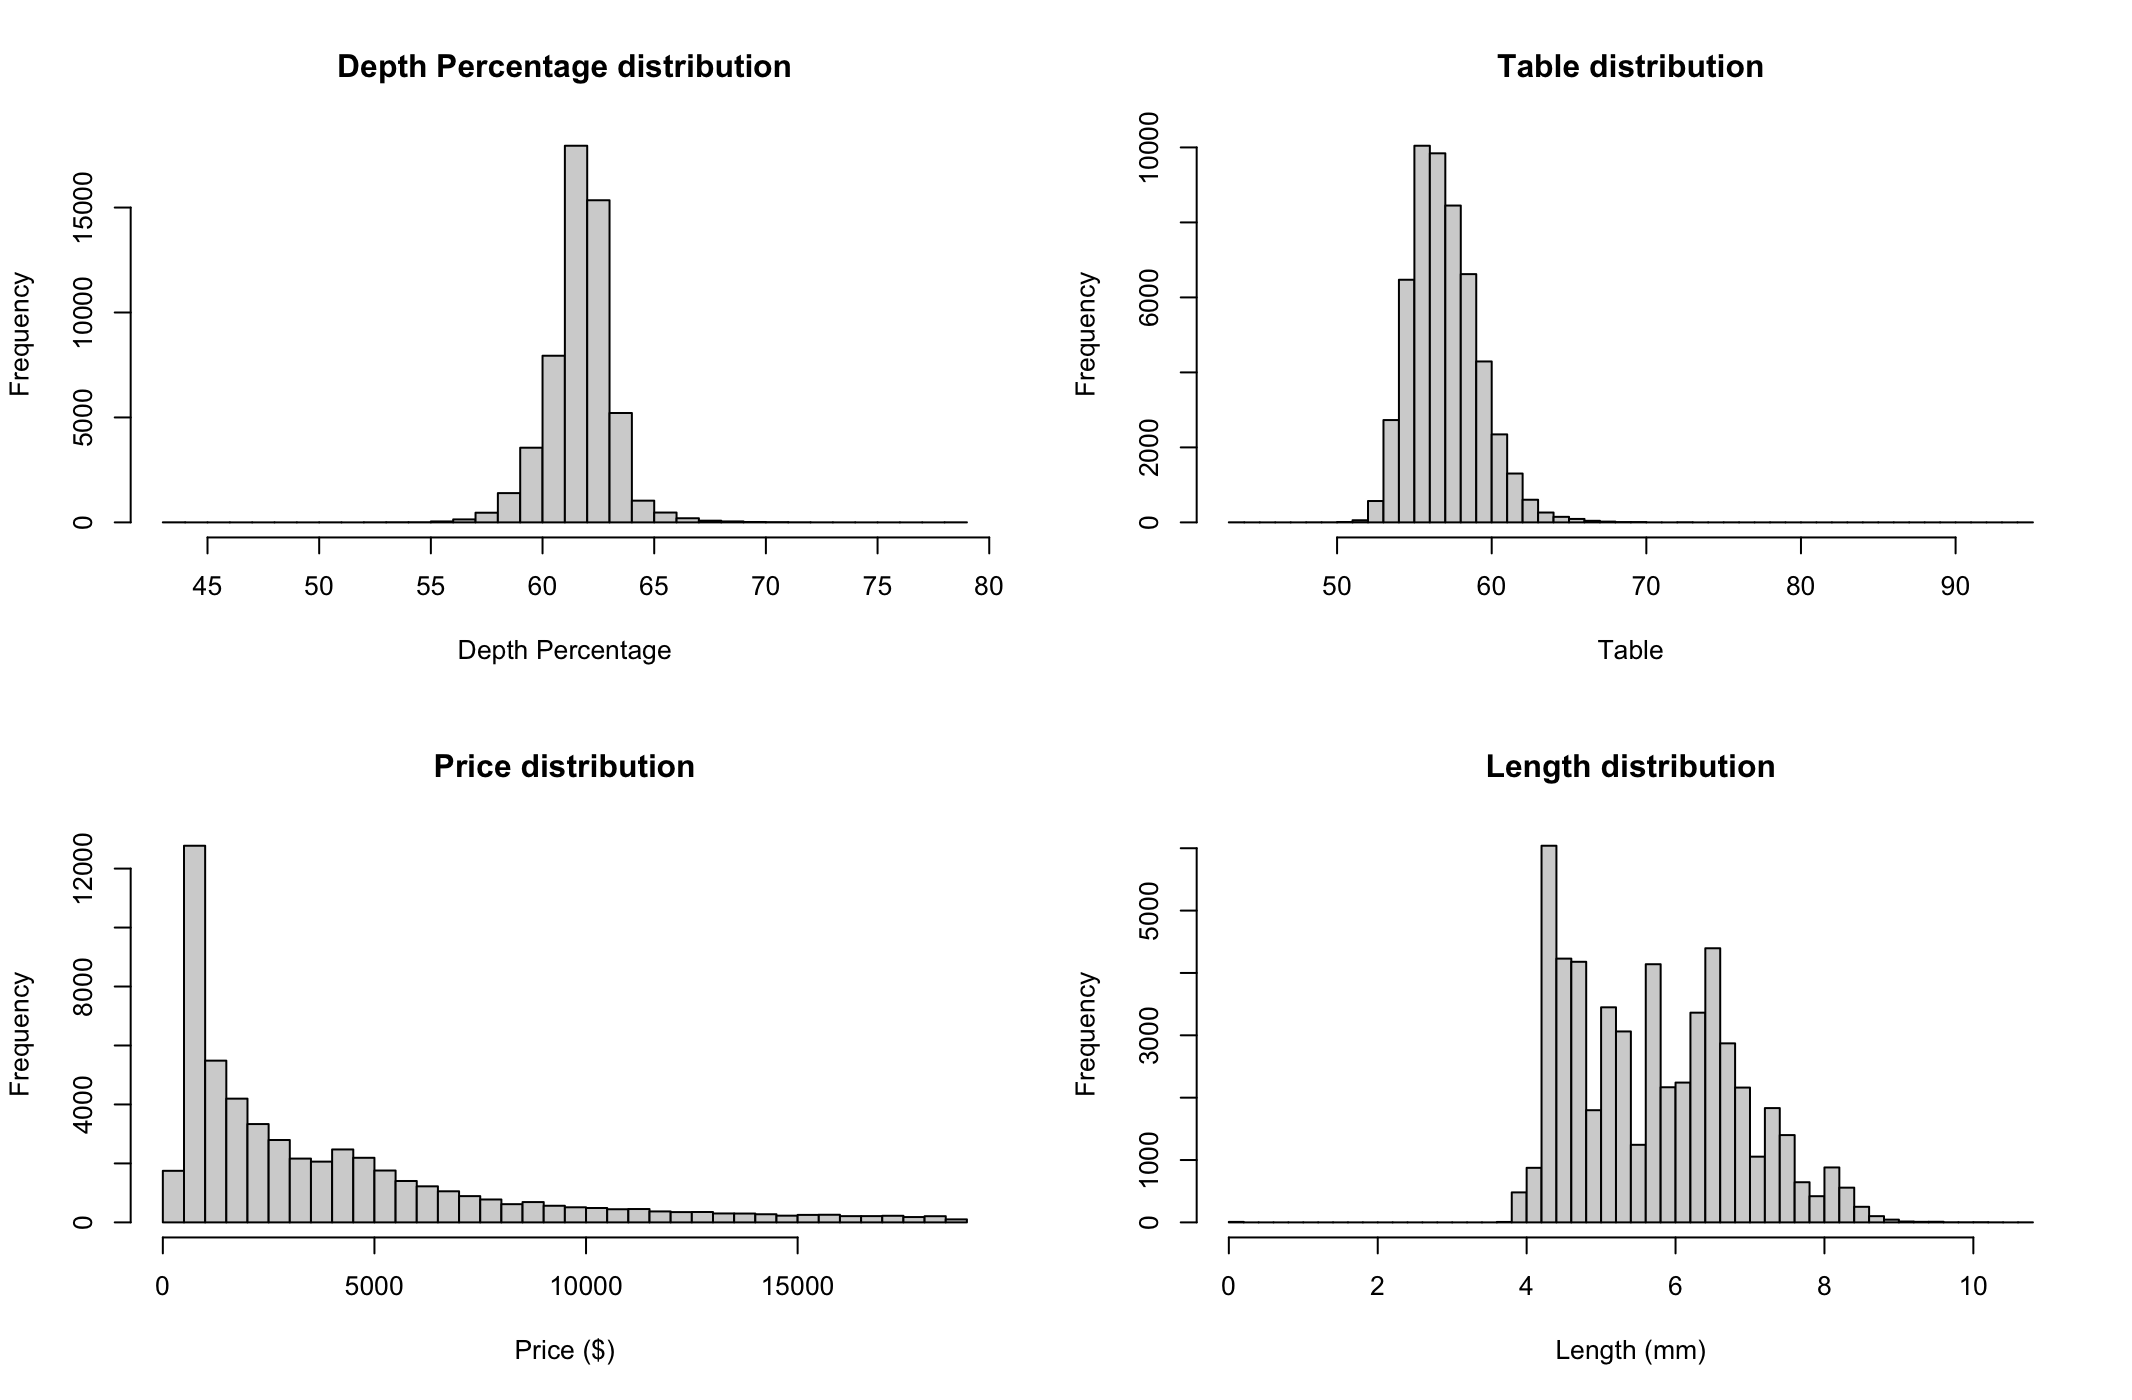 Depth Percentage distribution
Frequency
0 5000 10000 15000
45 50 55 60 65 70 75 80
Depth Percentage
Table distribution
Frequency
0 2000 6000 10000
50 60 70 80 90
Table
Price distribution
Frequency
0 4000 8000 12000
0 5000 10000 15000
Price ($)
Length distribution
Frequency
0 1000 3000 5000
0 2 4 6 8 10
Length (mm)